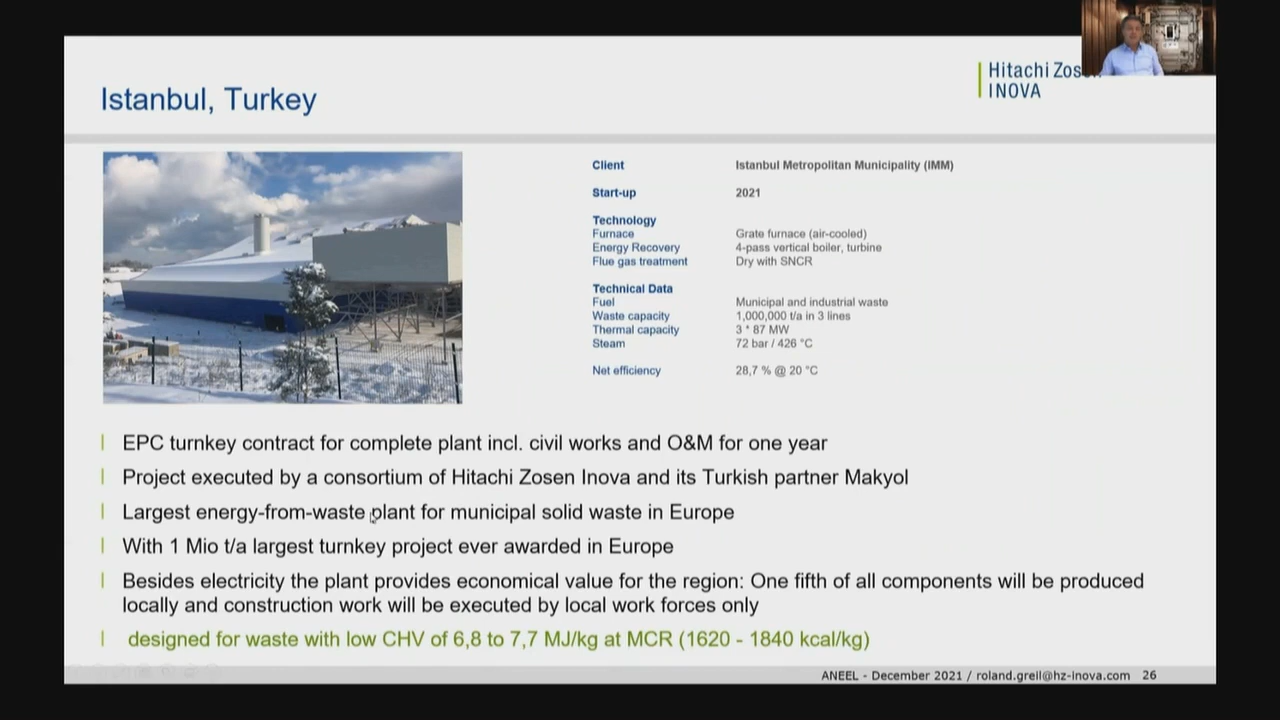 Istanbul, Turkey
Hitachi Zosen
INOVA
Client Istanbul Metropolitan Municipality (IMM)
Start-up 2021
Technology
Furnace Grate furnace (air-cooled)
Energy Recovery 4-pass vertical boiler, turbine
Flue gas treatment Dry with SNCR
Technical Data
Fuel Municipal and industrial waste
Waste capacity 1,000,000 t/a in 3 lines
Thermal capacity 3 * 87 MW
Steam 72 bar / 426 °C
Net efficiency 28,7 % @ 20 °C
EPC turnkey contract for complete plant incl. civil works and O&M for one year
Project executed by a consortium of Hitachi Zosen Inova and its Turkish partner Makyol
Largest energy-from-waste plant for municipal solid waste in Europe
With 1 Mio t/a largest turnkey project ever awarded in Europe
Besides electricity the plant provides economical value for the region: One fifth of all components will be produced
locally and construction work will be executed by local work forces only
designed for waste with low CHV of 6,8 to 7,7 MJ/kg at MCR (1620 - 1840 kcal/kg)
ANEEL - December 2021 / roland.greil@hz-inova.com 26